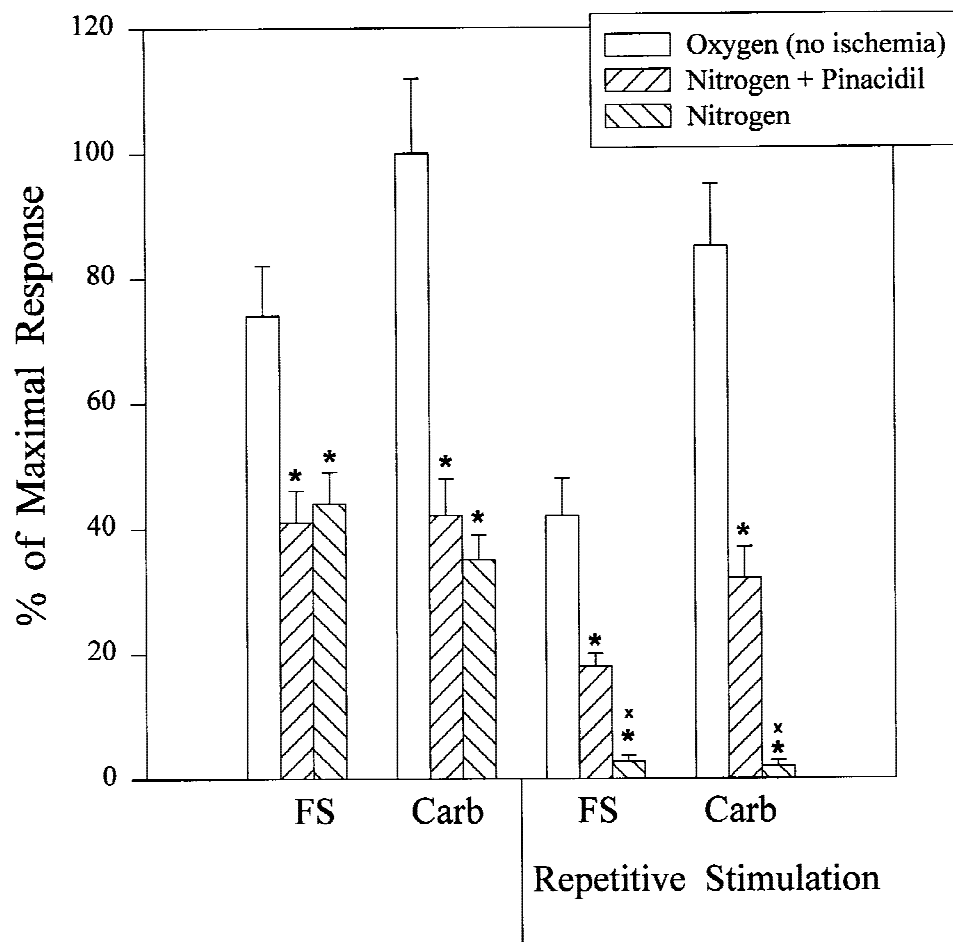 120
100
80
60
40
20
0
% of Maximal Response
Oxygen (no ischemia)
Nitrogen + Pinacidil
Nitrogen
*
*
*
*
*
x
*
*
x
*
FS
Carb
FS
Carb
Repetitive Stimulation